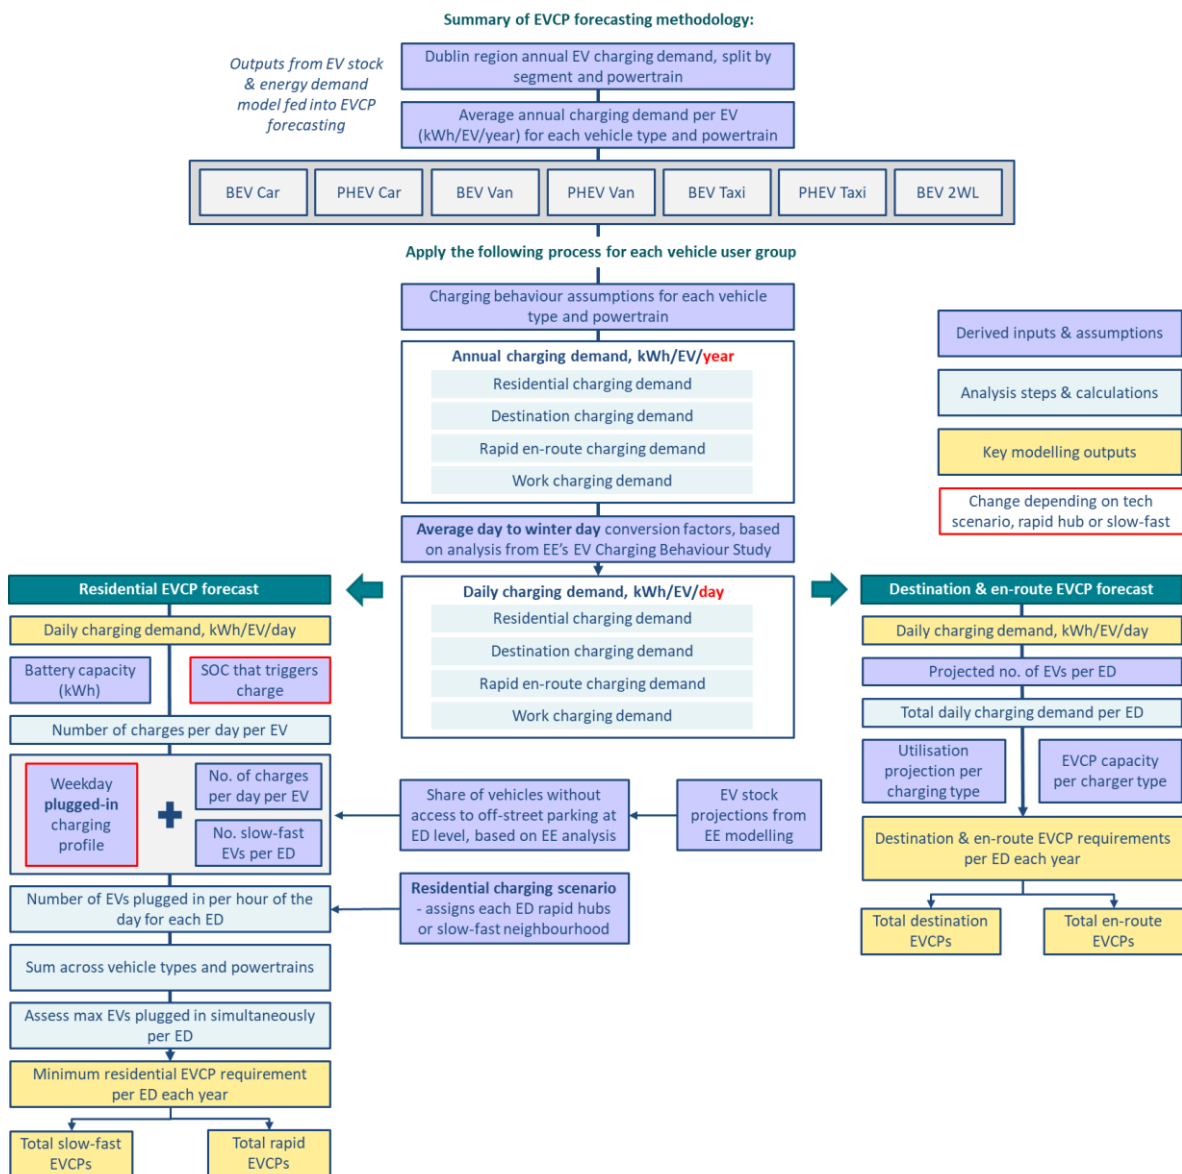 Summary of EVCP forecasting methodology:
Outputs from EV stock
& energy demand
model fed into EVCP
forecasting
Dublin region annual EV charging demand, split by
segment and powertrain
Average annual charging demand per EV
(kWh/EV/year) for each vehicle type and powertrain
BEV Car
PHEV Car
BEV Van
PHEV Van
BEV Taxi
PHEV Taxi
BEV 2WL
Apply the following process for each vehicle user group
Charging behaviour assumptions for each vehicle
type and powertrain
Annual charging demand, kWh/EV/year
Residential charging demand
Destination charging demand
Rapid en-route charging demand
Work charging demand
Derived inputs & assumptions
Analysis steps & calculations
Key modelling outputs
Change depending on tech
scenario, rapid hub or slow-fast
Average day to winter day conversion factors, based
on analysis from EE's EV Charging Behaviour Study
Daily charging demand, kWh/EV/day
Residential charging demand
Destination charging demand
Rapid en-route charging demand
Work charging demand
Residential EVCP forecast
Daily charging demand, kWh/EV/day
Battery capacity
(kWh)
SOC that triggers
charge
Number of charges per day per EV
Weekday
plugged-in
charging
profile
No. of charges
per day per EV
No. slow-fast
EVs per ED
Share of vehicles without
access to off-street parking at
ED level, based on EE analysis
EV stock
projections from
EE modelling
Number of EVs plugged in per hour of the
day for each ED
Residential charging scenario
- assigns each ED rapid hubs
or slow-fast neighbourhood
Sum across vehicle types and powertrains
Assess max EVs plugged in simultaneously
per ED
Minimum residential EVCP requirement
per ED each year
Total slow-fast
EVCPs
Total rapid
EVCPs
Destination & en-route EVCP forecast
Daily charging demand, kWh/EV/day
Projected no. of EVs per ED
Total daily charging demand per ED
Utilisation
projection per
charging type
EVCP capacity
per charger type
Destination & en-route EVCP requirements
per ED each year
Total destination
EVCPs
Total en-route
EVCPs